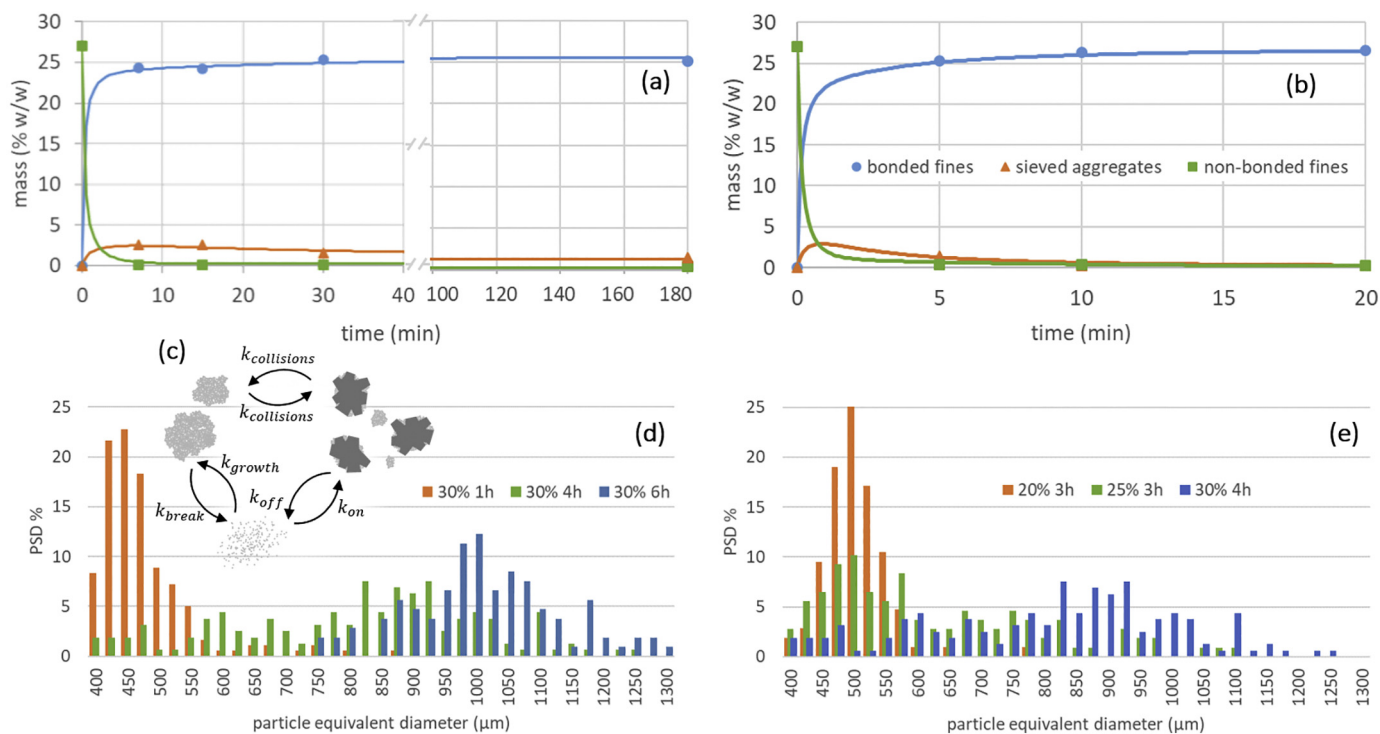 30
25
20
15
10
5
0
mass (% w/w)
(a)
0 10 20 30 40 100 120 140 160 180
time (min)
30
25
20
15
10
5
0
mass (% w/w)
(b)
bonded fines sieved aggregates non-bonded fines
0 5 10 15 20
time (min)
(c)
k_collisions
k_collisions
k_growth
k_break
k_off
k_on
(d)
25
20
15
10
5
0
PSD %
30% 1h 30% 4h 30% 6h
400 450 500 550 600 650 700 750 800 850 900 950 1000 1050 1100 1150 1200 1250 1300
particle equivalent diameter (μm)
(e)
25
20
15
10
5
0
PSD %
20% 3h 25% 3h 30% 4h
400 450 500 550 600 650 700 750 800 850 900 950 1000 1050 1100 1150 1200 1250 1300
particle equivalent diameter (μm)